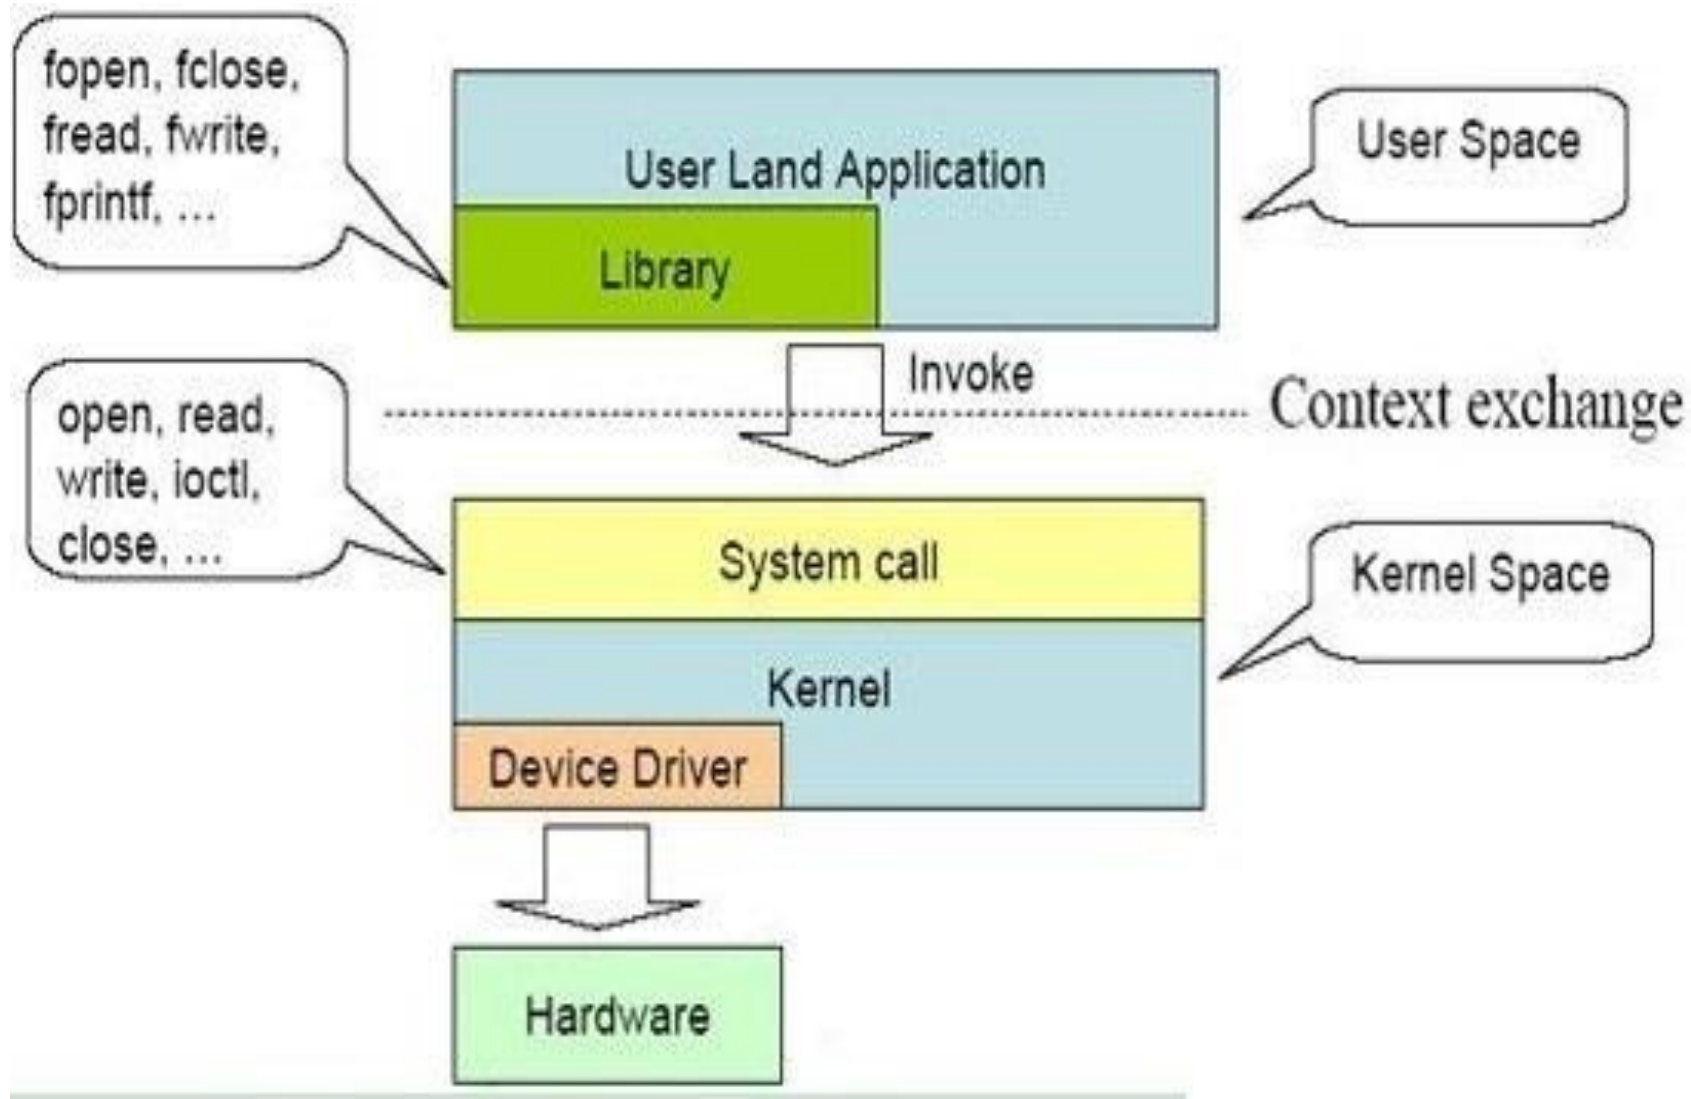 fopen, fclose,
fread, fwrite,
fprintf, ...
User Land Application
User Space
Library
Invoke
Context exchange
open, read,
write, ioctl,
close, ...
System call
Kernel Space
Kernel
Device Driver
Hardware